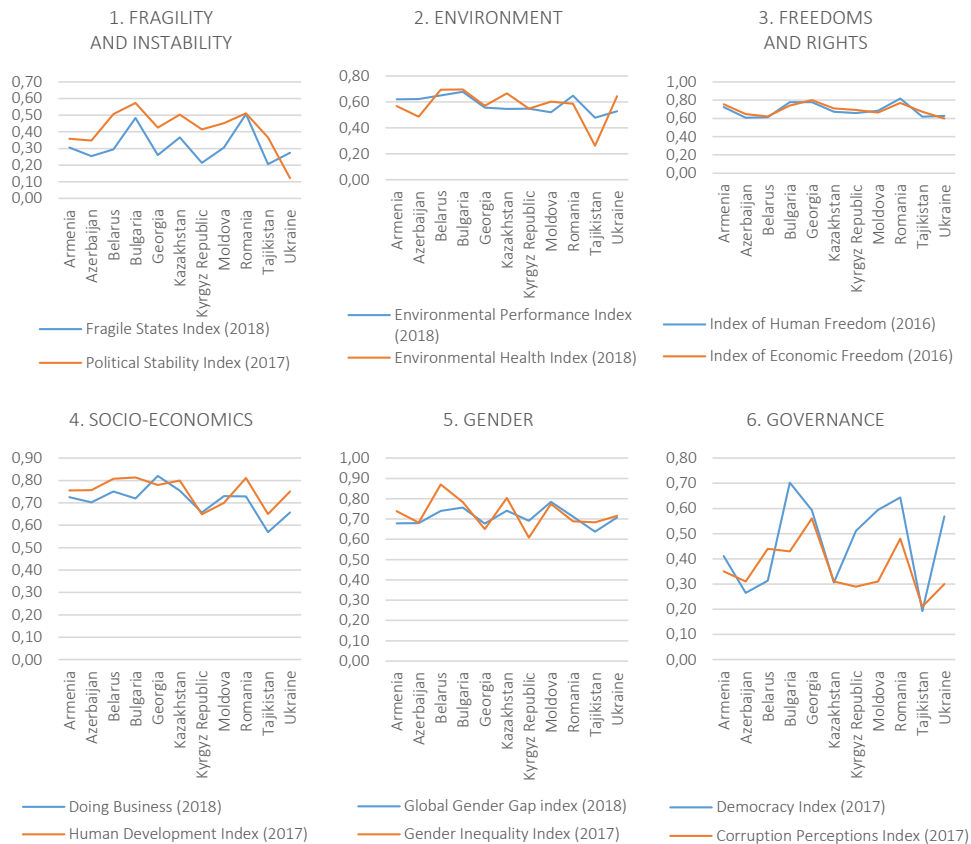 1. FRAGILITY
AND INSTABILITY
0,70
0,60
0,50
0,40
0,30
0,20
0,10
0,00
Armenia
Azerbaijan
Belarus
Bulgaria
Georgia
Kazakhstan
Kyrgyz Republic
Moldova
Romania
Tajikistan
Ukraine
Fragile States Index (2018)
Political Stability Index (2017)
2. ENVIRONMENT
0,80
0,60
0,40
0,20
0,00
Armenia
Azerbaijan
Belarus
Bulgaria
Georgia
Kazakhstan
Kyrgyz Republic
Moldova
Romania
Tajikistan
Ukraine
Environmental Performance Index
(2018)
Environmental Health Index (2018)
3. FREEDOMS
AND RIGHTS
1,00
0,80
0,60
0,40
0,20
0,00
Armenia
Azerbaijan
Belarus
Bulgaria
Georgia
Kazakhstan
Kyrgyz Republic
Moldova
Romania
Tajikistan
Ukraine
Index of Human Freedom (2016)
Index of Economic Freedom (2016)
4. SOCIO-ECONOMICS
0,90
0,80
0,70
0,60
0,50
0,40
0,30
0,20
0,10
0,00
Armenia
Azerbaijan
Belarus
Bulgaria
Georgia
Kazakhstan
Kyrgyz Republic
Moldova
Romania
Tajikistan
Ukraine
Doing Business (2018)
Human Development Index (2017)
5. GENDER
1,00
0,90
0,80
0,70
0,60
0,50
0,40
0,30
0,20
0,10
0,00
Armenia
Azerbaijan
Belarus
Bulgaria
Georgia
Kazakhstan
Kyrgyz Republic
Moldova
Romania
Tajikistan
Ukraine
Global Gender Gap index (2018)
Gender Inequality Index (2017)
6. GOVERNANCE
0,80
0,70
0,60
0,50
0,40
0,30
0,20
0,10
0,00
Armenia
Azerbaijan
Belarus
Bulgaria
Georgia
Kazakhstan
Kyrgyz Republic
Moldova
Romania
Tajikistan
Ukraine
Democracy Index (2017)
Corruption Perceptions Index (2017)